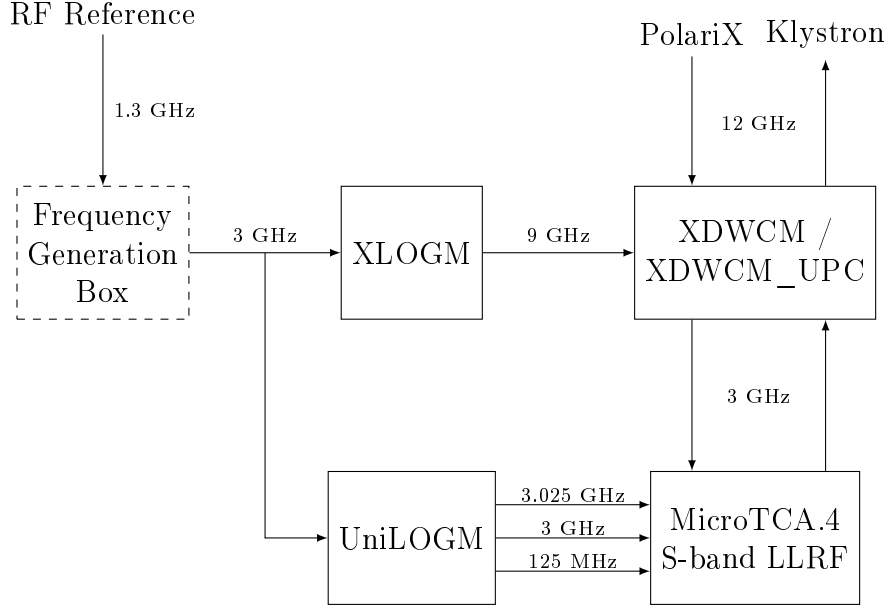 RF Reference
PolariX
Klystron
1.3 GHz
12 GHz
Frequency
Generation
Box
3 GHz
XLOGM
9 GHz
XDWCM /
XDWCM_UPC
3 GHz
UniLOGM
3.025 GHz
3 GHz
125 MHz
MicroTCA.4
S-band LLRF